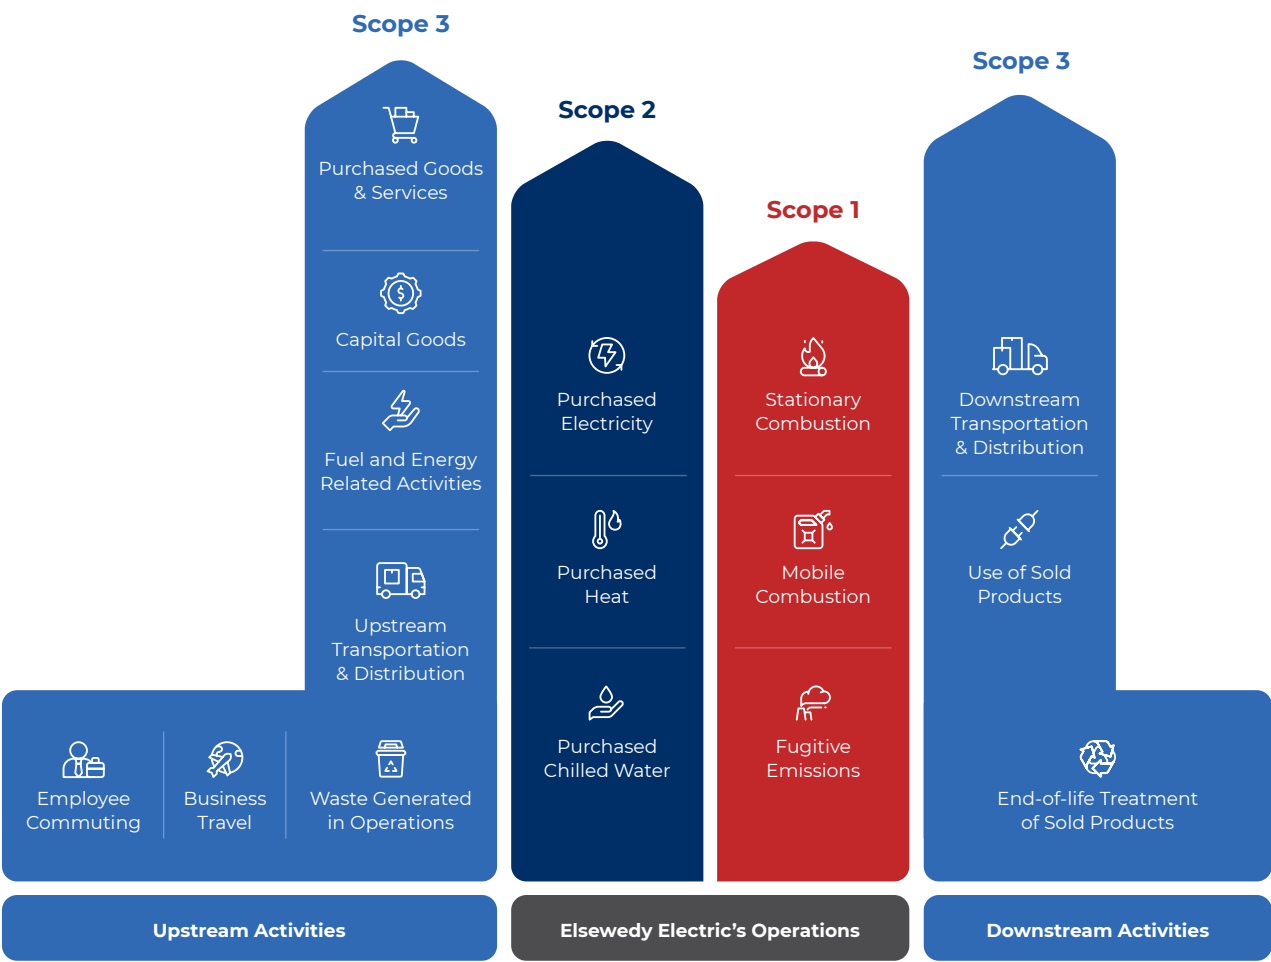 Scope 3
Purchased Goods
& Services
Capital Goods
Fuel and Energy
Related Activities
Upstream
Transportation
& Distribution
Employee
Commuting
Business
Travel
Waste Generated
in Operations
Upstream Activities
Scope 2
Purchased
Electricity
Purchased
Heat
Purchased
Chilled Water
Scope 1
Stationary
Combustion
Mobile
Combustion
Fugitive
Emissions
Elsewedy Electric’s Operations
Scope 3
Downstream
Transportation
& Distribution
Use of Sold
Products
End-of-life Treatment
of Sold Products
Downstream Activities